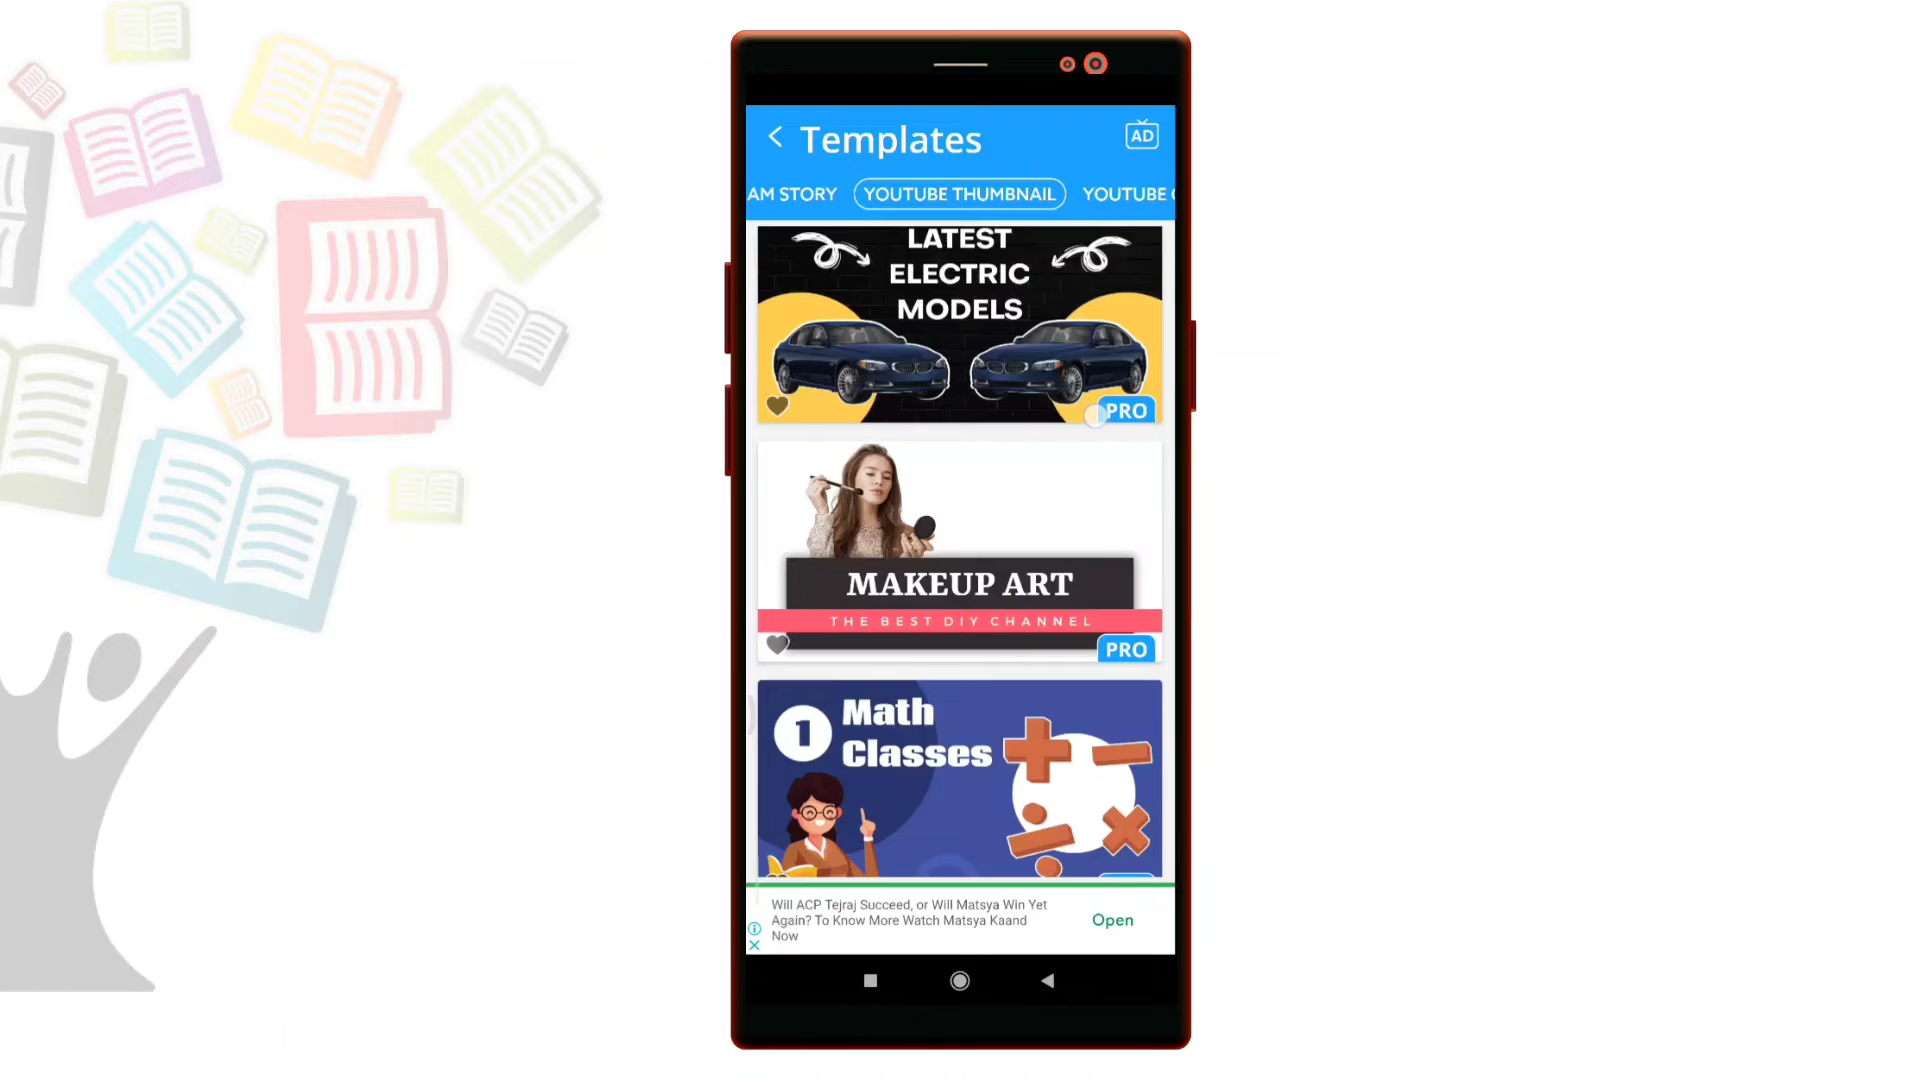 Templates
AD
AM STORY
YOUTUBE THUMBNAIL
YOUTUBE
LATEST
ELECTRIC
MODELS
PRO
MAKEUP ART
THE BEST DIY CHANNEL
PRO
1
Math
Classes
Will ACP Tejraj Succeed, or Will Matsya Win Yet
Again? To Know More Watch Matsya Kaand
Now
Open